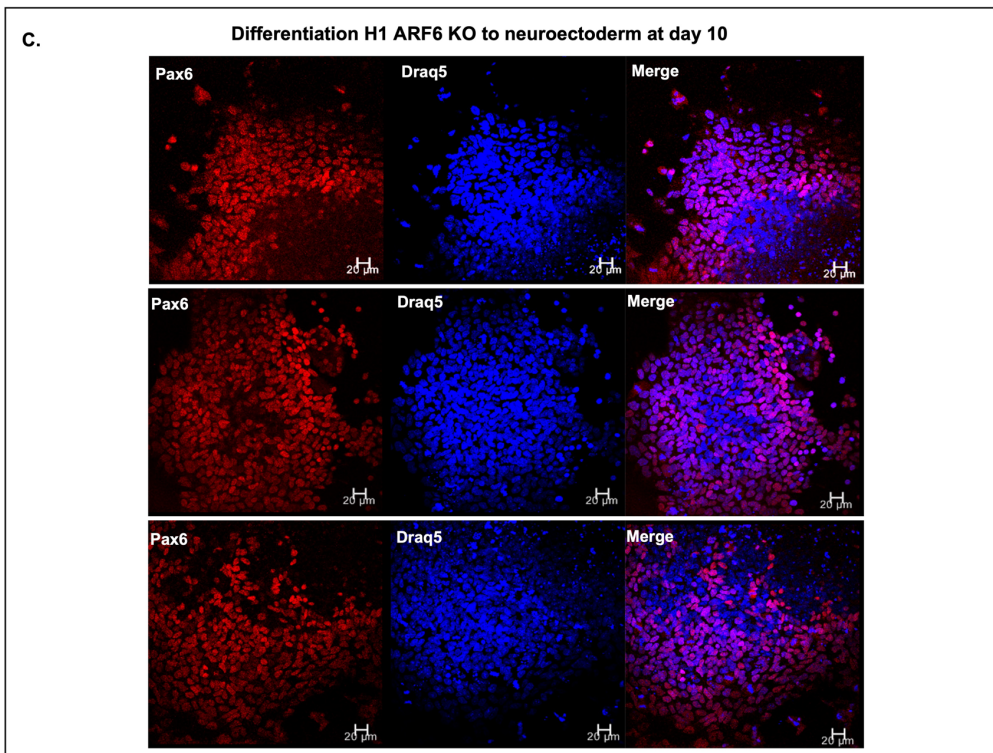 C.
Differentiation H1 ARF6 KO to neuroectoderm at day 10
Pax6
Draq5
Merge
20 µm
20 µm
20 µm
Pax6
Draq5
Merge
20 µm
20 µm
20 µm
Pax6
Draq5
Merge
20 µm
20 µm
20 µm